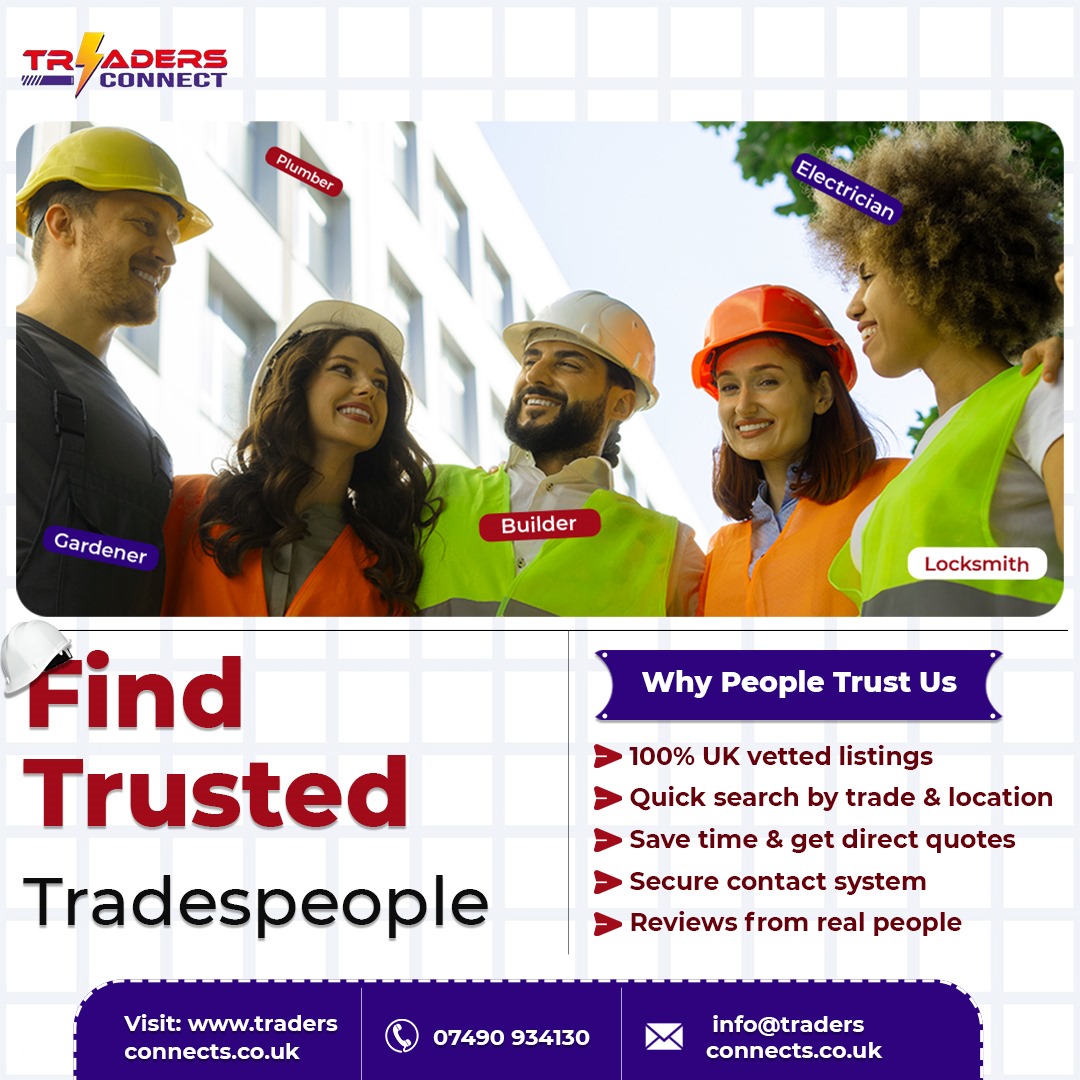 TRADERS
CONNECT
Plumber
Electrician
Gardener
Builder
Locksmith
Find
Trusted
Tradespeople
Why People Trust Us
100% UK vetted listings
Quick search by trade & location
Save time & get direct quotes
Secure contact system
Reviews from real people
Visit: www.traders
connects.co.uk
07490 934130
info@traders
connects.co.uk